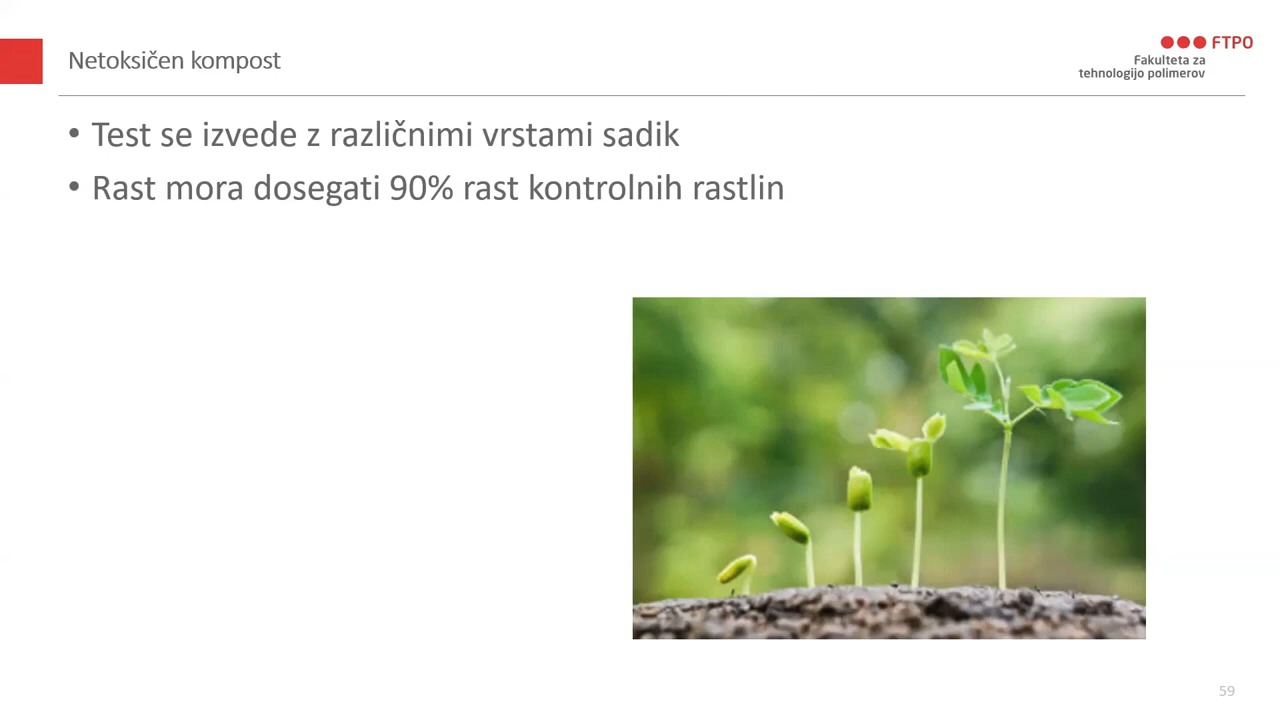 Netoksičen kompost
FTPO
Fakulteta za
tehnologijo polimerov
• Test se izvede z različnimi vrstami sadik
• Rast mora dosegati 90% rast kontrolnih rastlin
59